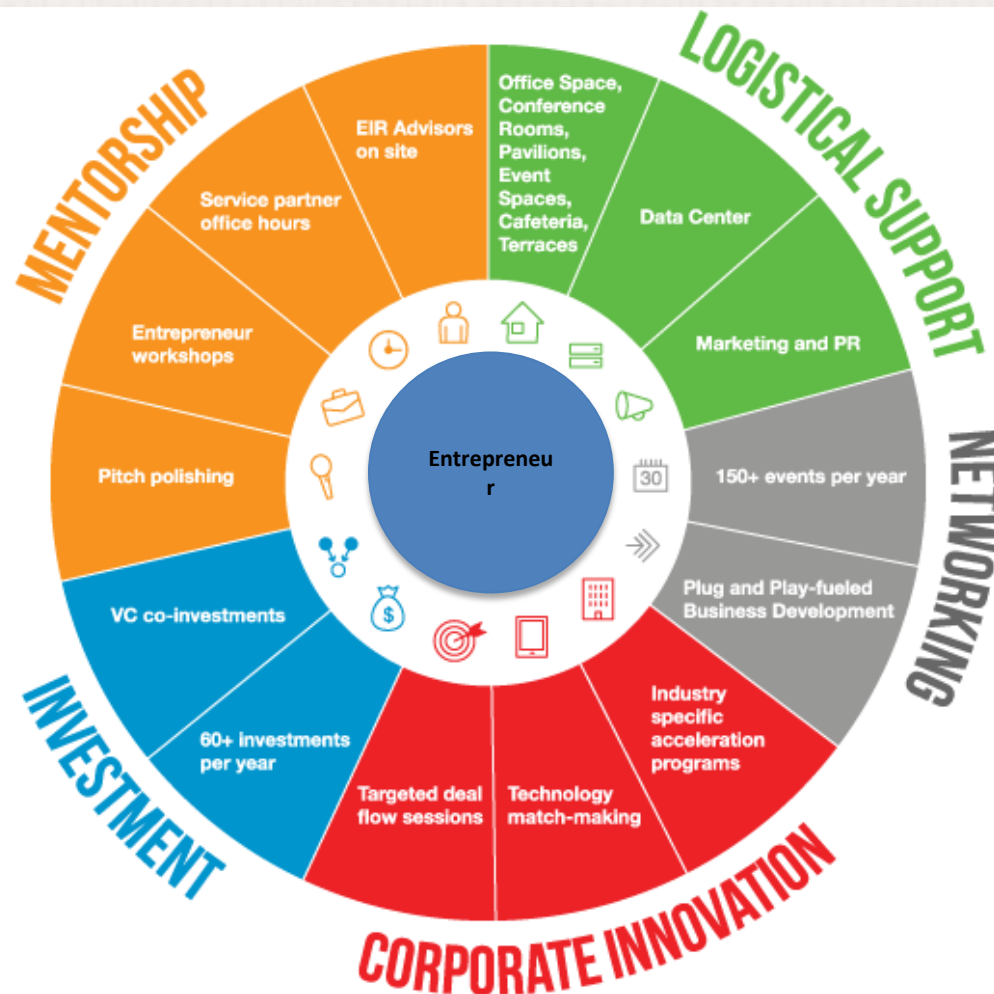 MENTORSHIP
EIR Advisors
on site
Service partner
office hours
Entrepreneur
workshops
Pitch polishing
LOGISTICAL SUPPORT
Office Space,
Conference
Rooms,
Pavilions,
Event
Spaces,
Cafeteria,
Terraces
Data Center
Marketing and PR
NETWORKING
150+ events per year
Plug and Play-fueled
Business Development
30
Entrepreneu
r
$
CORPORATE INNOVATION
Industry
specific
acceleration
programs
Technology
match-making
Targeted deal
flow sessions
INVESTMENT
60+ investments
per year
VC co-investments